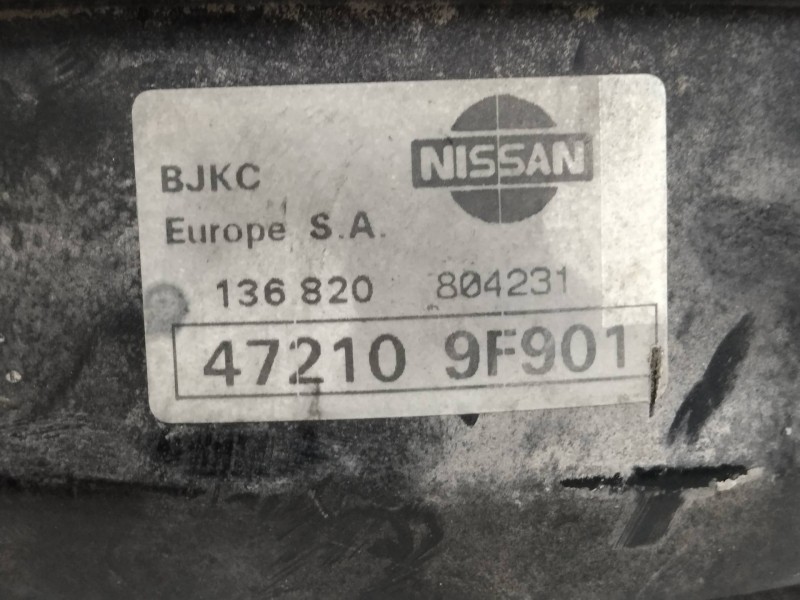 NISSAN
BJKC
Europe S.A.
136 820 804231
47210 9F901